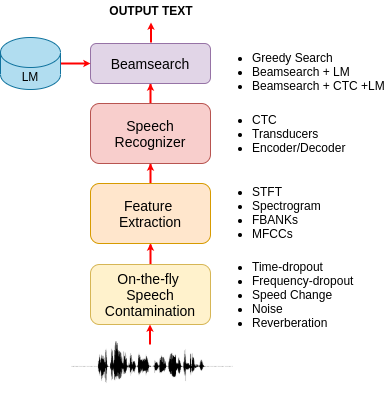 OUTPUT TEXT
LM
Beamsearch
• Greedy Search
• Beamsearch + LM
• Beamsearch + CTC +LM
Speech
Recognizer
• CTC
• Transducers
• Encoder/Decoder
Feature
Extraction
• STFT
• Spectrogram
• FBANKs
• MFCCs
On-the-fly
Speech
Contamination
• Time-dropout
• Frequency-dropout
• Speed Change
• Noise
• Reverberation